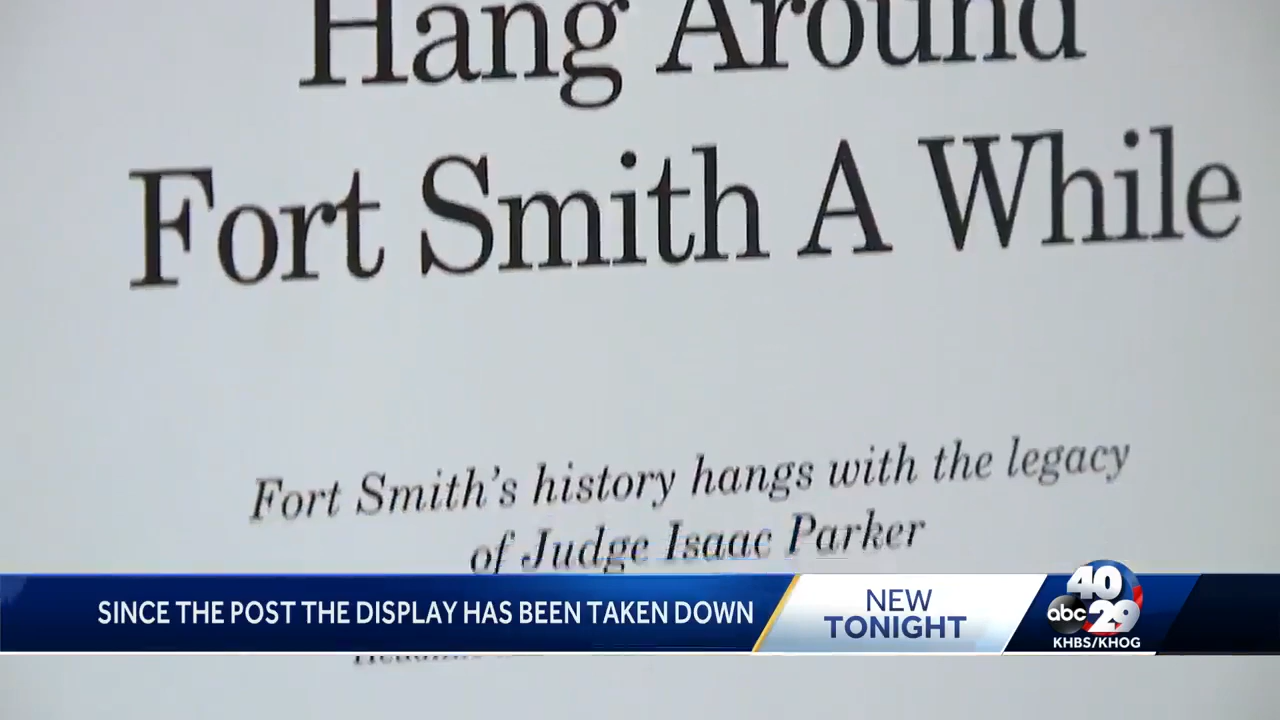 Hang Around
Fort Smith A While
Fort Smith's history hangs with the legacy
of Judge Isaac Parker
SINCE THE POST THE DISPLAY HAS BEEN TAKEN DOWN
NEW
TONIGHT
40
abc 29
KHBS/KHOG